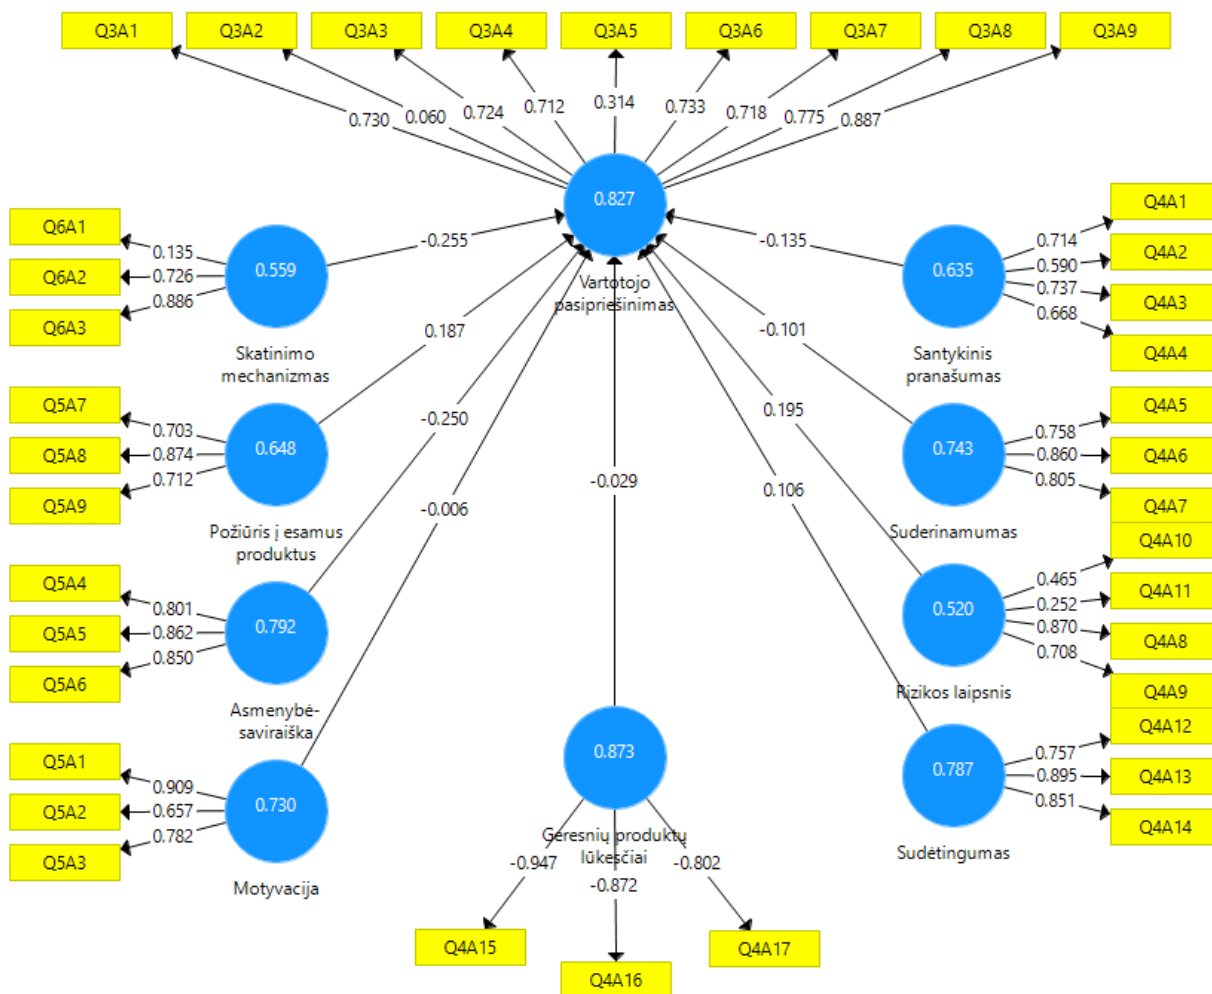 Q3A1 Q3A2 Q3A3 Q3A4 Q3A5 Q3A6 Q3A7 Q3A8 Q3A9
0.730 0.060 0.724 0.712 0.314 0.733 0.718 0.775 0.887
0.827
Vartotojo
pasipriešinimas
Q6A1
Q6A2
Q6A3
0.135
0.726
0.886
0.559
Skatinimo
mechanizmas
-0.255
Q5A7
Q5A8
Q5A9
0.703
0.874
0.712
0.648
Požiūris į esamus
produktus
0.187
Q5A4
Q5A5
Q5A6
0.801
0.862
0.850
0.792
Asmenybė-
saviraiška
-0.250
Q5A1
Q5A2
Q5A3
0.909
0.657
0.782
0.730
Motyvacija
-0.006
-0.029
0.873
Geresnių produktų
lūkesčiai
-0.947
-0.872
-0.802
Q4A15
Q4A16
Q4A17
-0.135
0.635
Santykinis
pranašumas
0.714
0.590
0.737
0.668
Q4A1
Q4A2
Q4A3
Q4A4
-0.101
0.743
Suderinamumas
0.758
0.860
0.805
Q4A5
Q4A6
Q4A7
0.195
0.520
Rizikos laipsnis
0.465
0.252
0.870
0.708
Q4A10
Q4A11
Q4A8
Q4A9
0.106
0.787
Sudėtingumas
0.757
0.895
0.851
Q4A12
Q4A13
Q4A14